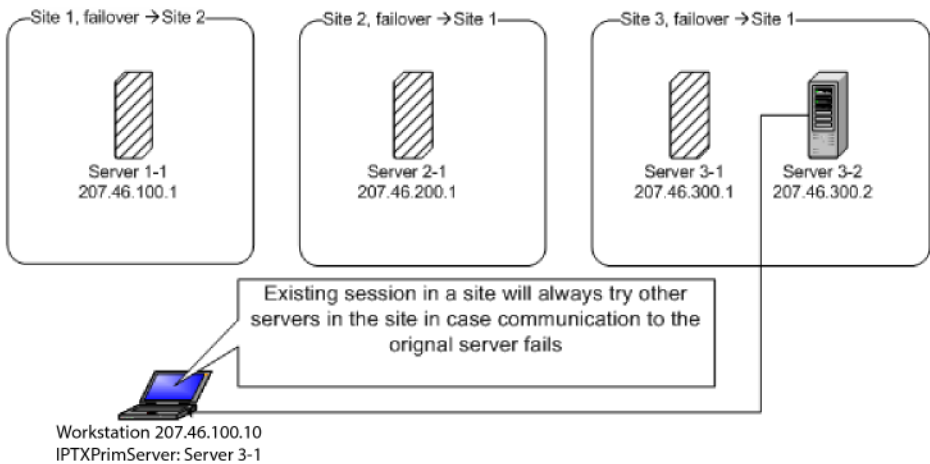 Site 1, failover →Site 2
Site 2, failover →Site 1
Site 3, failover →Site 1
Server 1-1
207.46.100.1
Server 2-1
207.46.200.1
Server 3-1
207.46.300.1
Server 3-2
207.46.300.2
Existing session in a site will always try other
servers in the site in case communication to the
orignal server fails
Workstation 207.46.100.10
IPTXPrimServer: Server 3-1